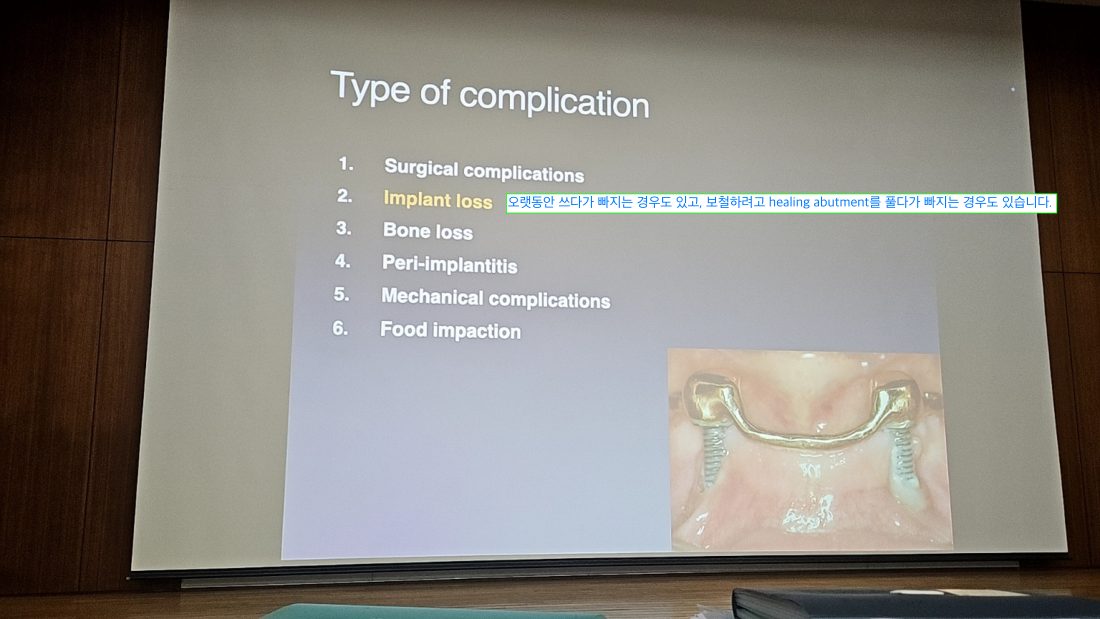 Type of complication
1. Surgical complications
2. Implant loss 오랫동안 쓰다가 빠지는 경우도 있고, 보철하려고 healing abutment를 풀다가 빠지는 경우도 있습니다.
3. Bone loss
4. Peri-implantitis
5. Mechanical complications
6. Food impaction